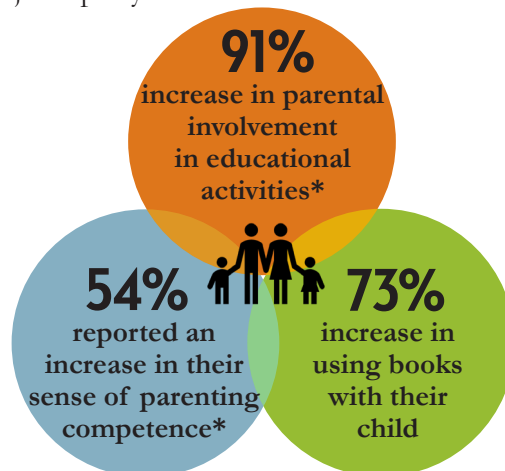 91%
increase in parental
involvement
in educational
activities*
54%
reported an
increase in their
sense of parenting
competence*
73%
increase in
using books
with their
child